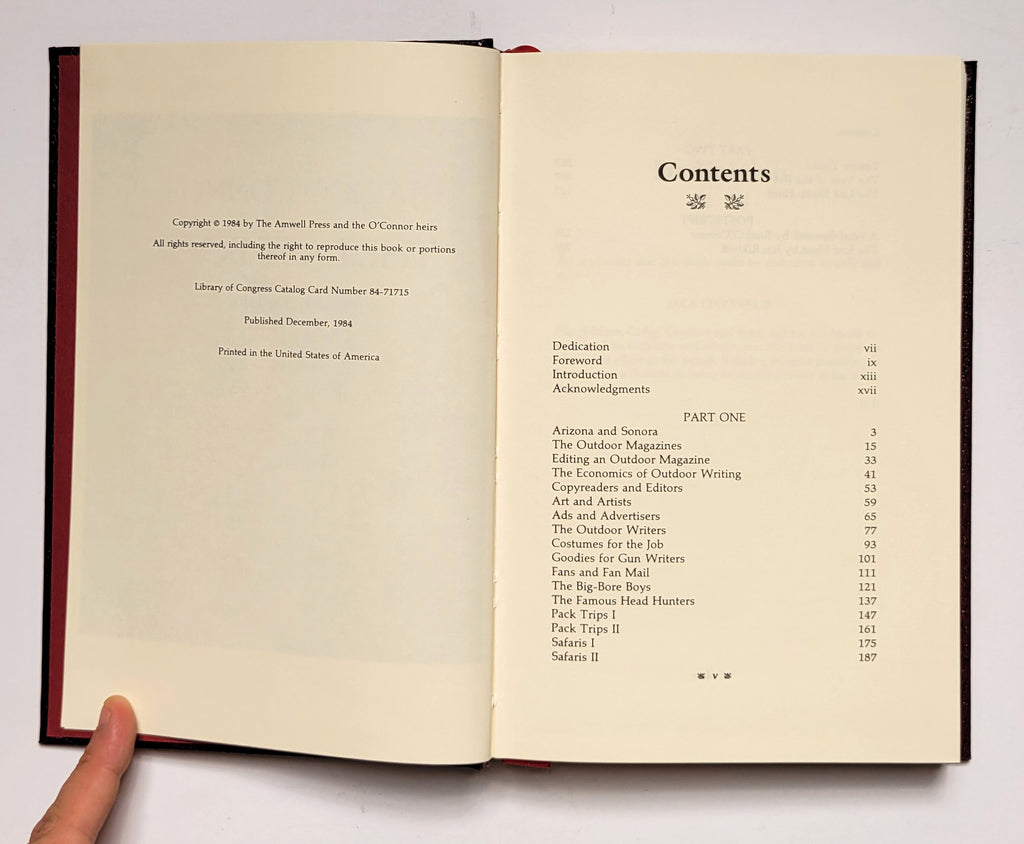 Copyright © 1984 by The Amwell Press and the O'Connor heirs
All rights reserved, including the right to reproduce this book or portions
thereof in any form.
Library of Congress Catalog Card Number 84-71715
Published December, 1984
Printed in the United States of America
Contents
Dedication vii
Foreword ix
Introduction xiii
Acknowledgments xvii
PART ONE
Arizona and Sonora 3
The Outdoor Magazines 15
Editing an Outdoor Magazine 33
The Economics of Outdoor Writing 41
Copyreaders and Editors 53
Art and Artists 59
Ads and Advertisers 65
The Outdoor Writers 77
Costumes for the Job 93
Goodies for Gun Writers 101
Fans and Fan Mail 111
The Big-Bore Boys 121
The Famous Head Hunters 137
Pack Trips I 147
Pack Trips II 161
Safaris I 175
Safaris II 187
v